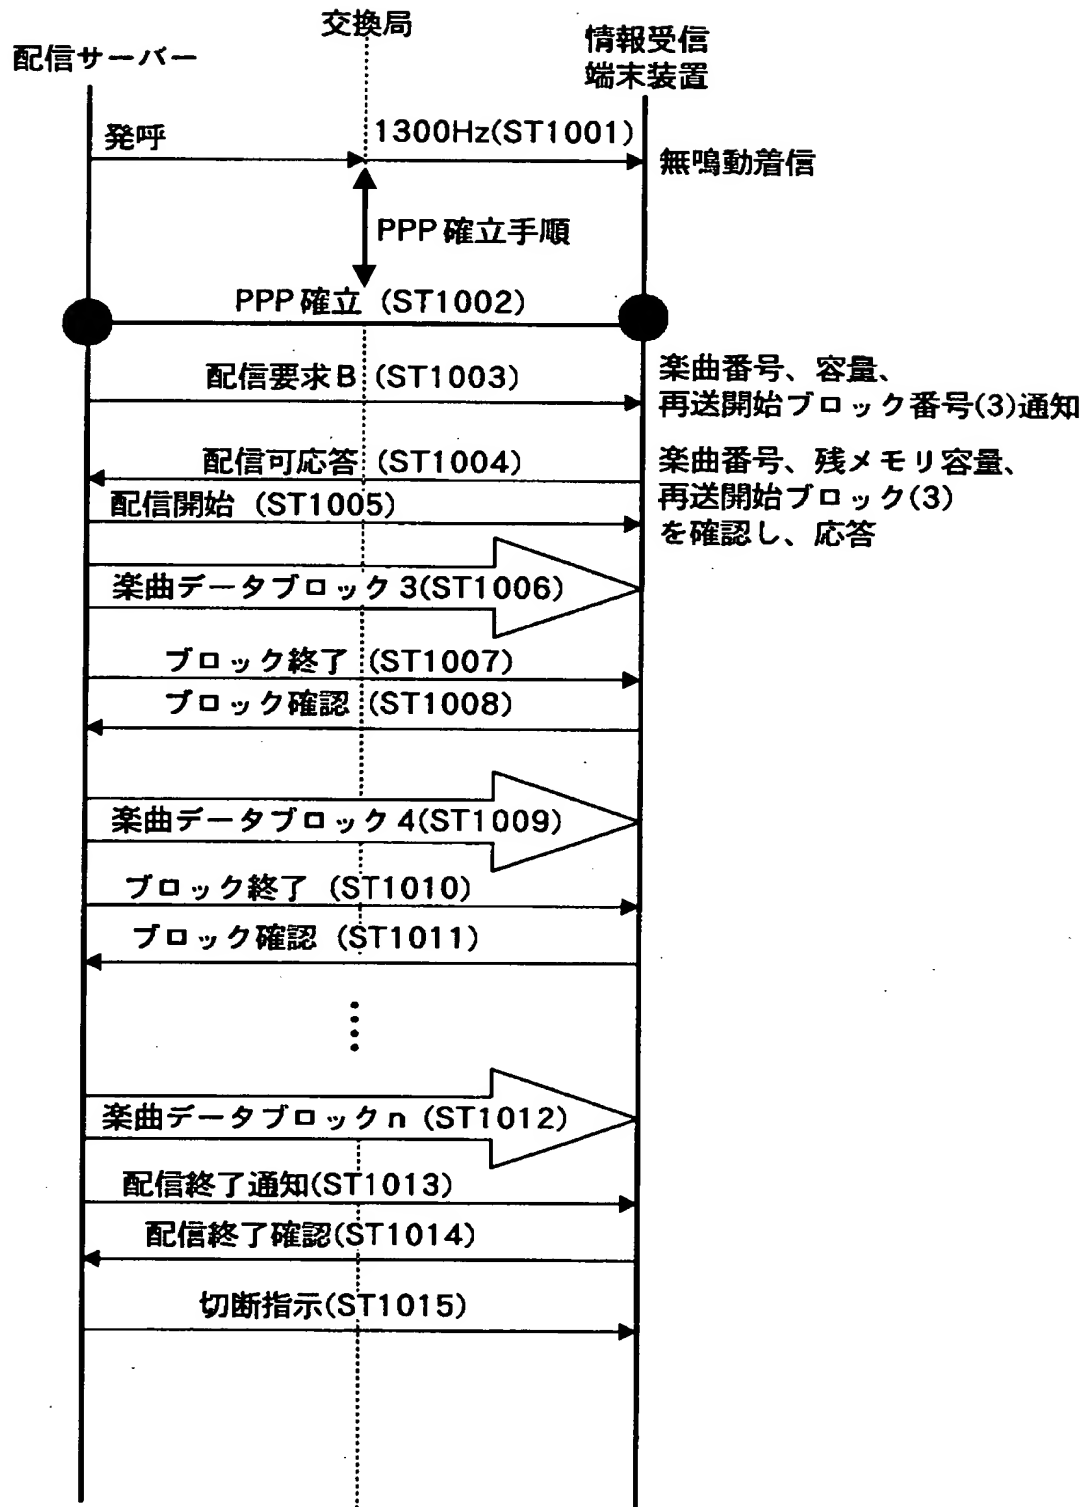 交換局
配信サーバー
情報受信
端末装置
発呼
1300Hz(ST1001)
無鳴動着信
PPP確立手順
PPP確立 (ST1002)
配信要求B (ST1003)
楽曲番号、容量、
再送開始ブロック番号(3)通知
配信可応答 (ST1004)
楽曲番号、残メモリ容量、
再送開始ブロック(3)
を確認し、応答
配信開始 (ST1005)
楽曲データブロック3(ST1006)
ブロック終了 (ST1007)
ブロック確認 (ST1008)
楽曲データブロック4(ST1009)
ブロック終了 (ST1010)
ブロック確認 (ST1011)
楽曲データブロックn (ST1012)
配信終了通知(ST1013)
配信終了確認(ST1014)
切断指示(ST1015)